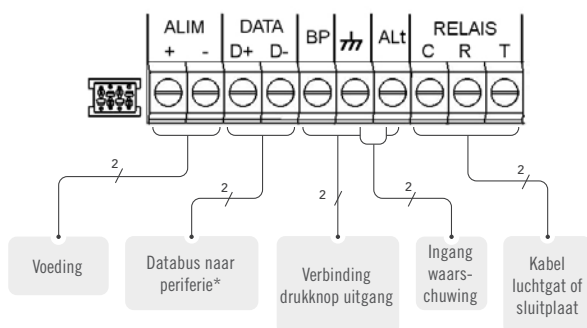 ALIM DATA BP ALt RELAIS
+ - D+ D- C R T
2 2 2 2 2
Voeding
Databus naar
periferie*
Verbinding
drukknop uitgang
Ingang
waars-
chuwing
Kabel
luchtgat of
sluitplaat